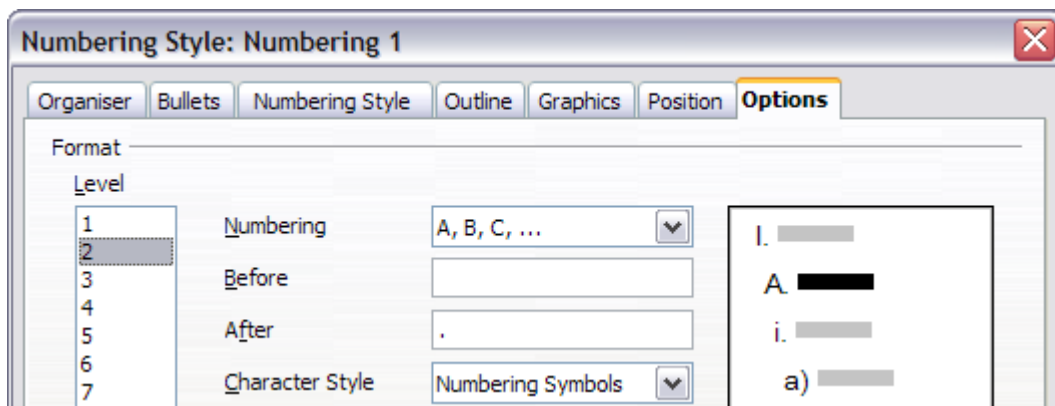 Numbering Style: Numbering 1
Organiser Bullets Numbering Style Outline Graphics Position Options
Format
Level
1
2
3
4
5
6
7
Numbering A, B, C, ...
Before
After .
Character Style Numbering Symbols
I.
A.
i.
a)